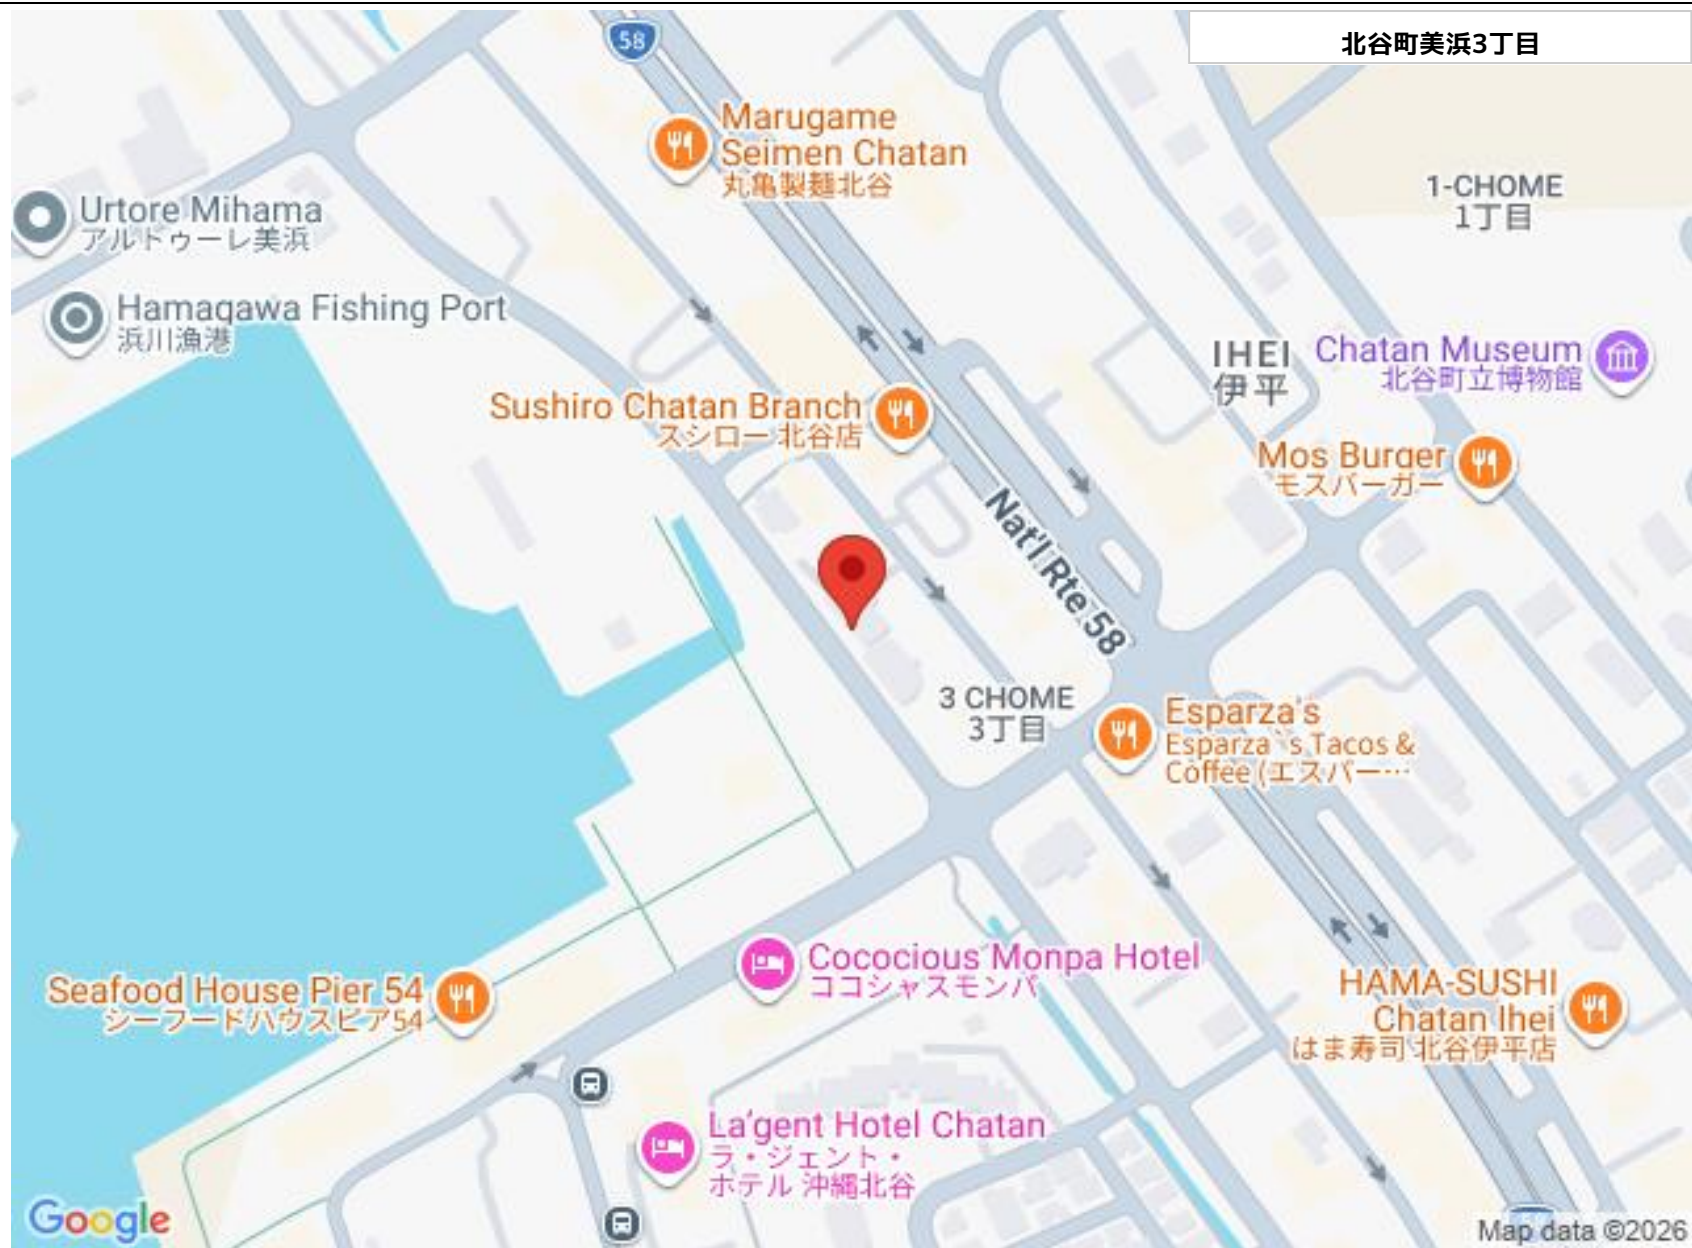 58
北谷町美浜3丁目
Marugame
Seimen Chatan
丸亀製麺北谷
1-CHOME
1丁目
Urtore Mihama
アルトゥーレ美浜
Hamagawa Fishing Port
浜川漁港
IHEI
伊平
Chatan Museum
北谷町立博物館
Sushiro Chatan Branch
スシロー 北谷店
Mos Burger
モスバーガー
Nat'l Rte 58
3 CHOME
3丁目
Esparza's
Esparza`s Tacos &
Coffee (エスパー…
Cococious Monpa Hotel
ココシャスモンパ
Seafood House Pier 54
シーフードハウスピア54
HAMA-SUSHI
Chatan Ihei
はま寿司 北谷伊平店
La'gent Hotel Chatan
ラ・ジェント・
ホテル 沖縄北谷
Google
Map data ©2026